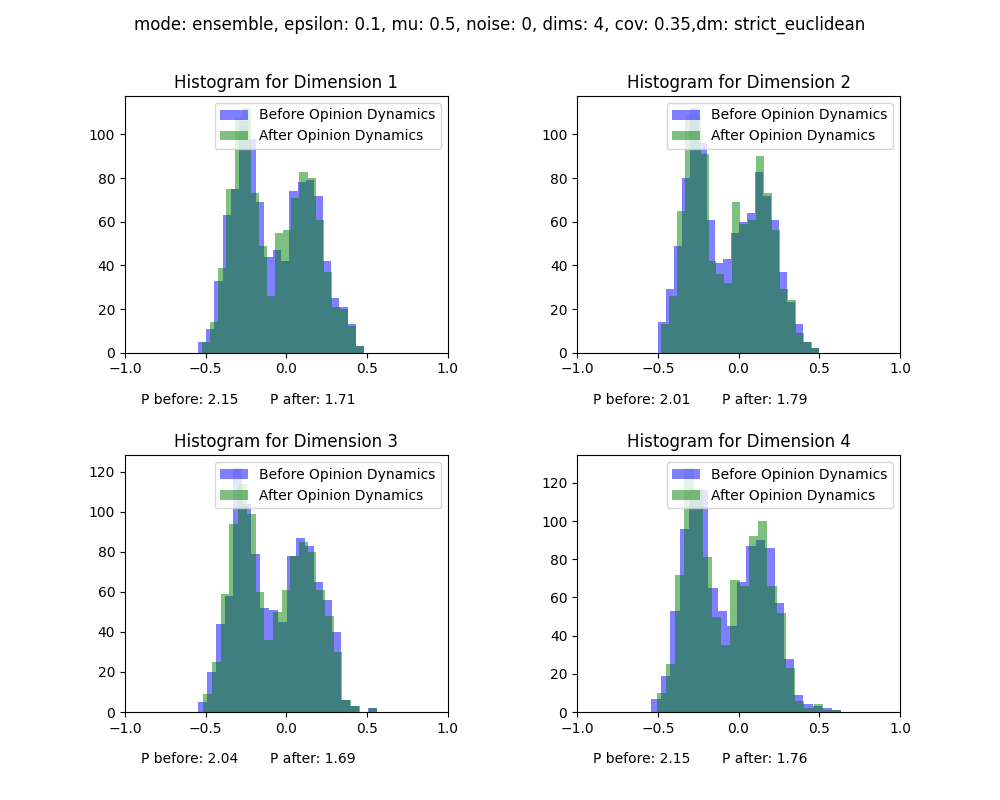 mode: ensemble, epsilon: 0.1, mu: 0.5, noise: 0, dims: 4, cov: 0.35,dm: strict_euclidean
Histogram for Dimension 1
Before Opinion Dynamics
After Opinion Dynamics
100
80
60
40
20
0
−1.0 −0.5 0.0 0.5 1.0
P before: 2.15 P after: 1.71
Histogram for Dimension 2
Before Opinion Dynamics
After Opinion Dynamics
100
80
60
40
20
0
−1.0 −0.5 0.0 0.5 1.0
P before: 2.01 P after: 1.79
Histogram for Dimension 3
Before Opinion Dynamics
After Opinion Dynamics
120
100
80
60
40
20
0
−1.0 −0.5 0.0 0.5 1.0
P before: 2.04 P after: 1.69
Histogram for Dimension 4
Before Opinion Dynamics
After Opinion Dynamics
120
100
80
60
40
20
0
−1.0 −0.5 0.0 0.5 1.0
P before: 2.15 P after: 1.76